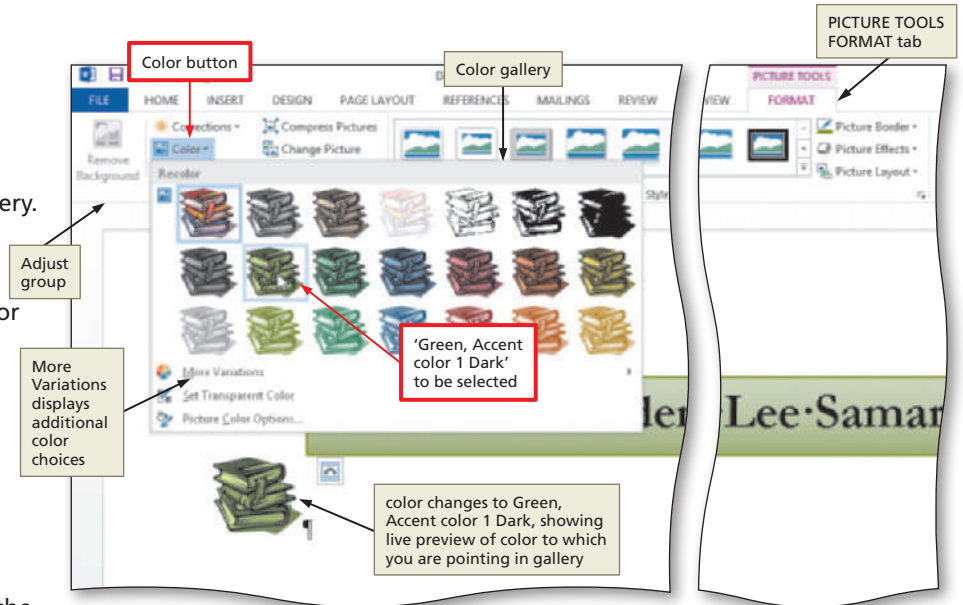 PICTURE TOOLS
FORMAT tab
Color button
Color gallery
PICTURE TOOLS
FILE HOME INSERT DESIGN PAGE LAYOUT REFERENCES MAILINGS REVIEW VIEW FORMAT
Corrections
Compress Pictures
Picture Border
Color
Change Picture
Picture Effects
Remove
Background
Picture Layout
Recolor
Style
ery.
Adjust
group
or
'Green, Accent
color 1 Dark'
to be selected
More
Variations
displays
additional
color
choices
More Variations
Set Transparent Color
Picture Color Options...
den·Lee·Samar
color changes to Green,
Accent color 1 Dark, showing
live preview of color to which
you are pointing in gallery
¶
the